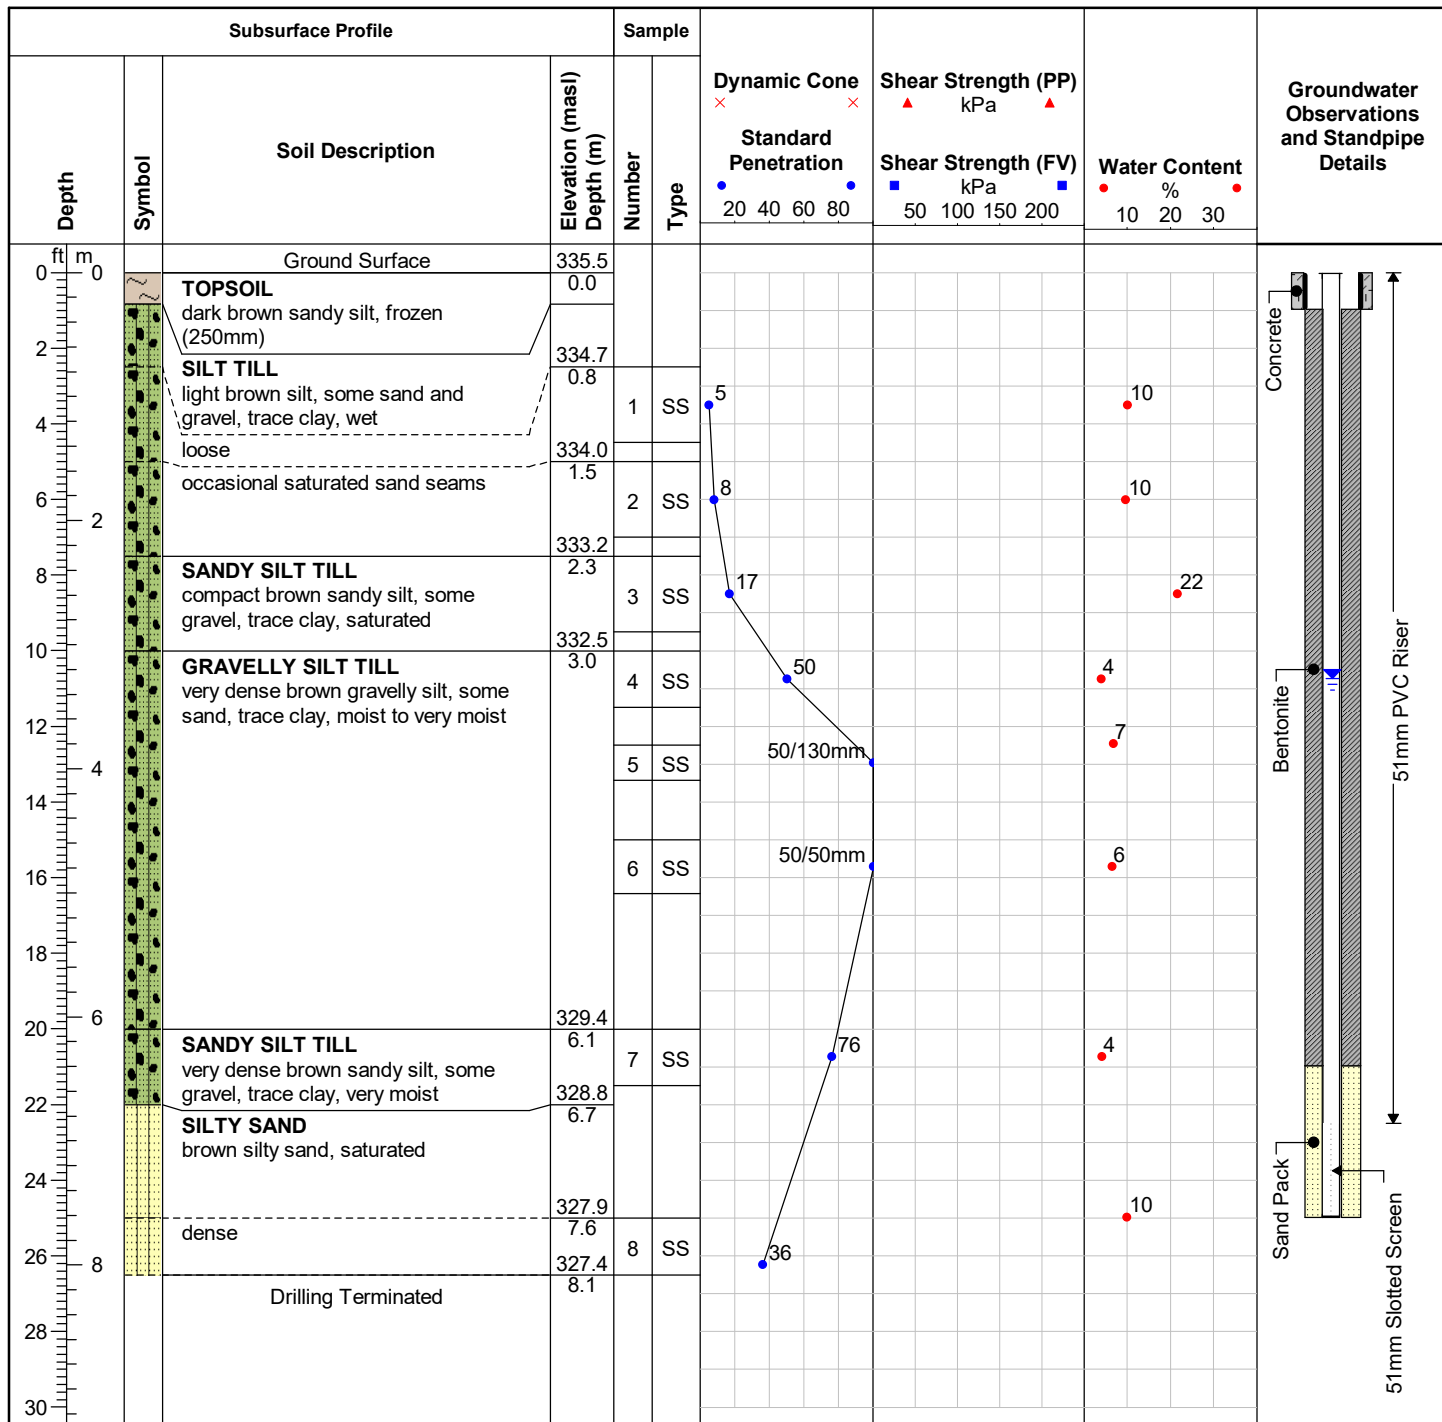 Subsurface Profile
Sample
Depth
Symbol
Soil Description
Elevation (masl)
Depth (m)
Number
Type
Dynamic Cone
Standard
Penetration
20 40 60 80
Shear Strength (PP)
kPa
Shear Strength (FV)
kPa
50 100 150 200
Water Content
%
10 20 30
Groundwater
Observations
and Standpipe
Details
ft m
0 0
2
4
6
2
8
10
12
4
14
16
18
6
20
22
24
26
8
28
30
Ground Surface
335.5
0.0
TOPSOIL
dark brown sandy silt, frozen
(250mm)
334.7
0.8
SILT TILL
light brown silt, some sand and
gravel, trace clay, wet
loose
334.0
1.5
occasional saturated sand seams
333.2
2.3
SANDY SILT TILL
compact brown sandy silt, some
gravel, trace clay, saturated
332.5
3.0
GRAVELLY SILT TILL
very dense brown gravelly silt, some
sand, trace clay, moist to very moist
329.4
6.1
SANDY SILT TILL
very dense brown sandy silt, some
gravel, trace clay, very moist
328.8
6.7
SILTY SAND
brown silty sand, saturated
327.9
7.6
dense
327.4
8.1
Drilling Terminated
1 SS 5 10
2 SS 8 10
3 SS 17 22
4 SS 50 4
5 SS 50/130mm 7
6 SS 50/50mm 6
7 SS 76 4
8 SS 36 10
Concrete
Bentonite
Sand Pack
51mm PVC Riser
51mm Slotted Screen